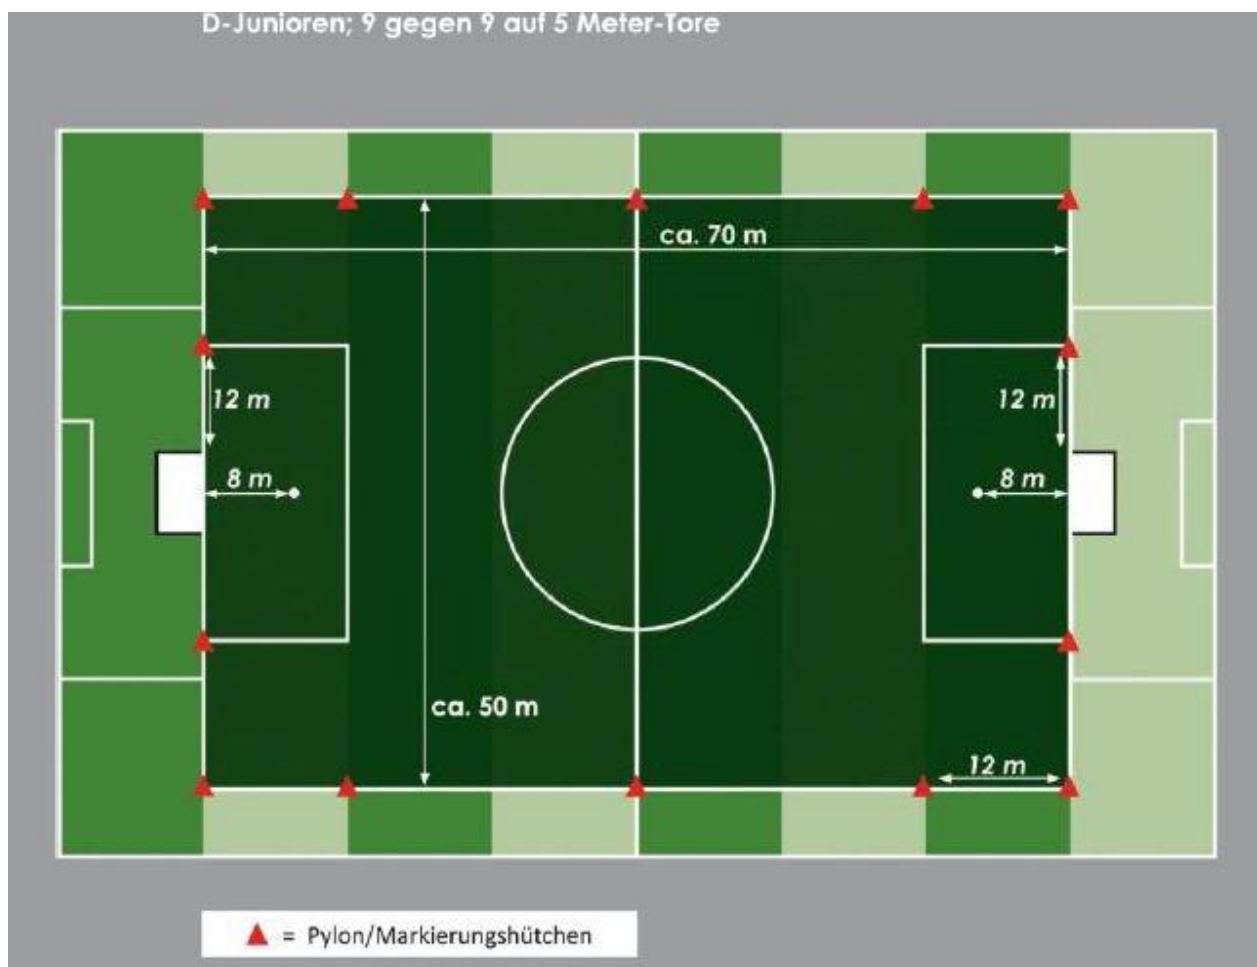 D-Junioren; 9 gegen 9 auf 5 Meter-Tore
ca. 70 m
12 m
12 m
8 m
8 m
ca. 50 m
12 m
= Pylon/Markierungshütchen